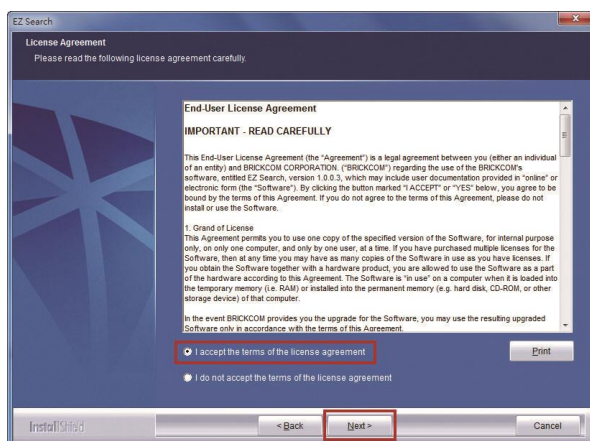 EZ Search
License Agreement
Please read the following license agreement carefully.
End-User License Agreement
IMPORTANT - READ CAREFULLY
This End-User License Agreement (the "Agreement") is a legal agreement between you (either an individual
of an entity) and BRICKCOM CORPORATION. ("BRICKCOM") regarding the use of the BRICKCOM's
software, entitled EZ Search, version 1.0.0.3, which may include user documentation provided in "online" or
electronic form (the "Software"). By clicking the button marked "I ACCEPT" or "YES" below, you agree to be
bound by the terms of this Agreement. If you do not agree to the terms of this Agreement, please do not
install or use the Software.
1. Grand of License
This Agreement permits you to use one copy of the specified version of the Software, for internal purpose
only, on only one computer, and only by one user, at a time. If you have purchased multiple licenses for the
Software, then at any time you may have as many copies of the Software in use as you have licenses. If
you obtain the Software together with a hardware product, you are allowed to use the Software as a part
of the hardware according to this Agreement. The Software is "in use" on a computer when it is loaded into
the temporary memory (i.e. RAM) or installed into the permanent memory (e.g. hard disk, CD-ROM, or other
storage device) of that computer.
In the event BRICKCOM provides you the upgrade for the Software, you may use the resulting upgraded
Software only in accordance with the terms of this Agreement.
I accept the terms of the license agreement
Print
I do not accept the terms of the license agreement
InstallShield
< Back
Next >
Cancel